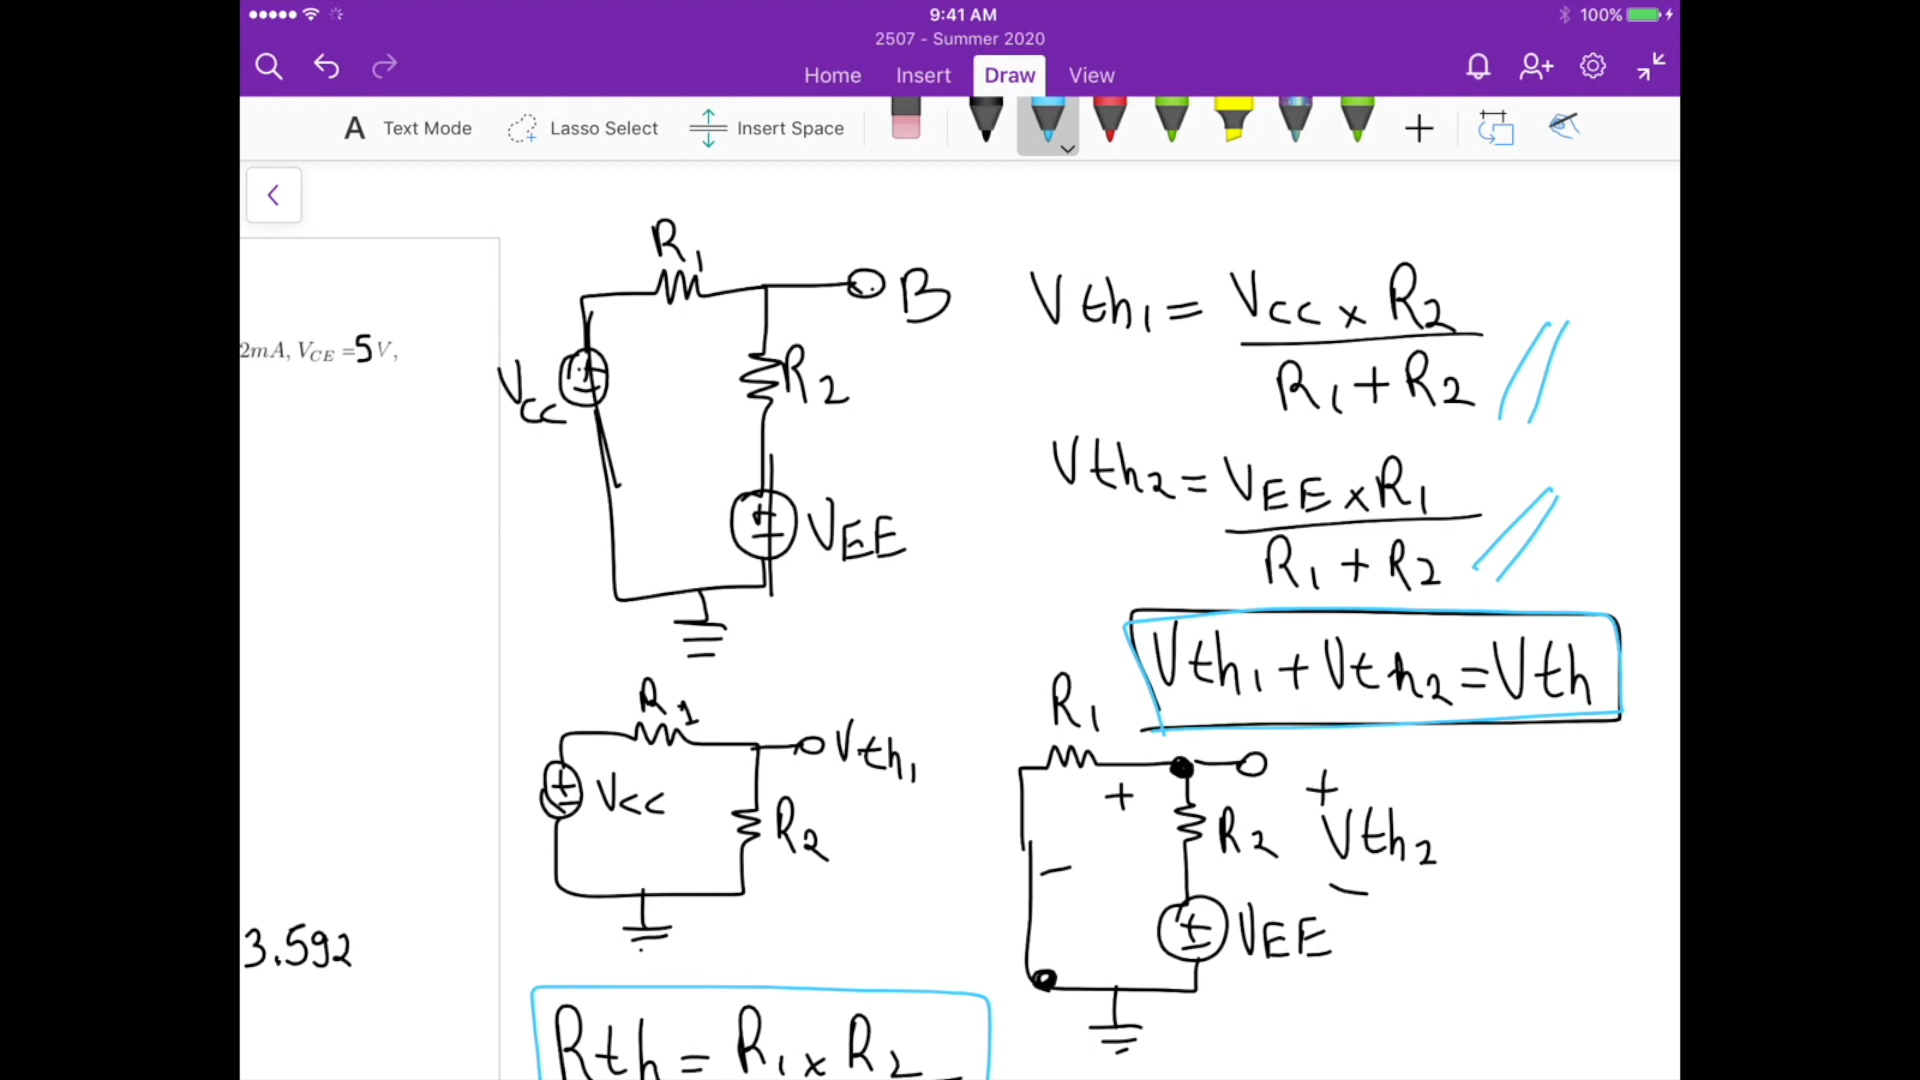 9:41 AM
100%
2507 - Summer 2020
Home Insert Draw View
A Text Mode Lasso Select Insert Space
2mA, VCE =5V,
3.592
R1
B
VCC
R2
VEE
Vth1 = VCC x R2
R1 + R2
Vth2 = VEE x R1
R1 + R2
Vth1 + Vth2 = Vth
R1
Vth1
VCC
R2
R1
+
R2
+
Vth2
−
−
VEE
Rth = R1 x R2